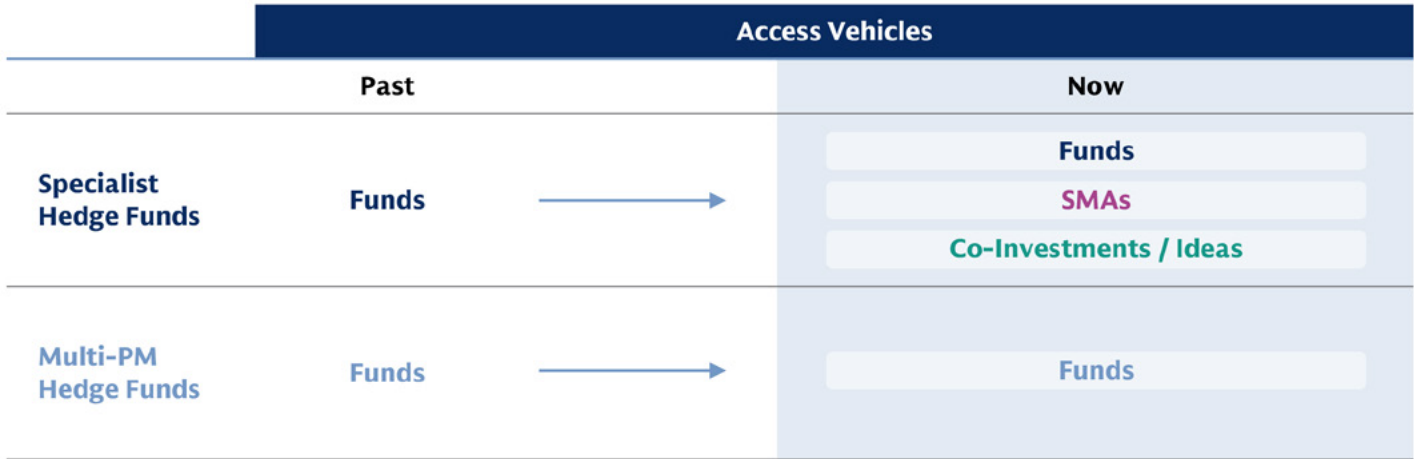 Access Vehicles
Past
Now
Specialist
Hedge Funds
Funds
Funds
SMAs
Co-Investments / Ideas
Multi-PM
Hedge Funds
Funds
Funds